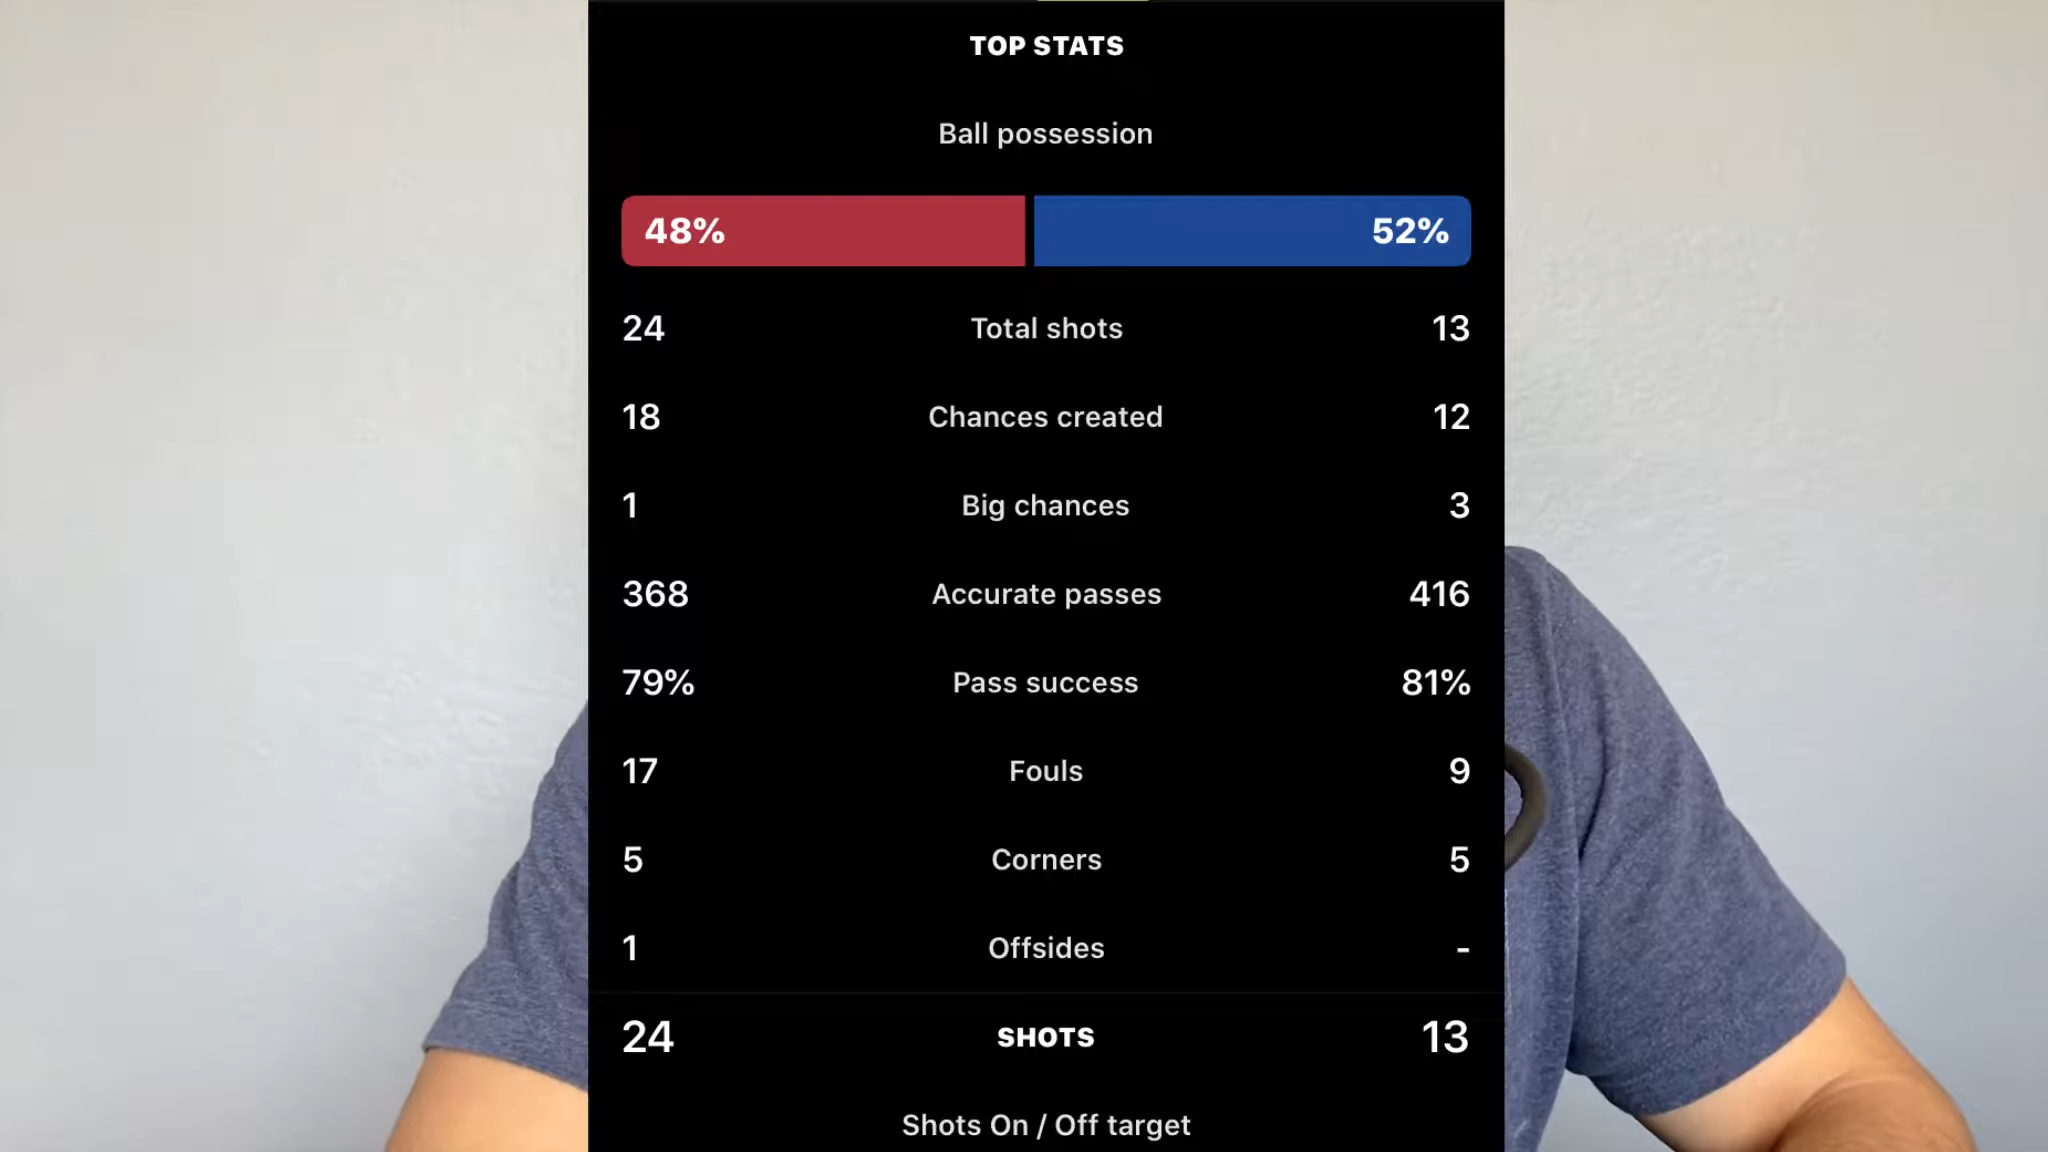 TOP STATS
Ball possession
48% 52%
24 Total shots 13
18 Chances created 12
1 Big chances 3
368 Accurate passes 416
79% Pass success 81%
17 Fouls 9
5 Corners 5
1 Offsides -
24 SHOTS 13
Shots On / Off target